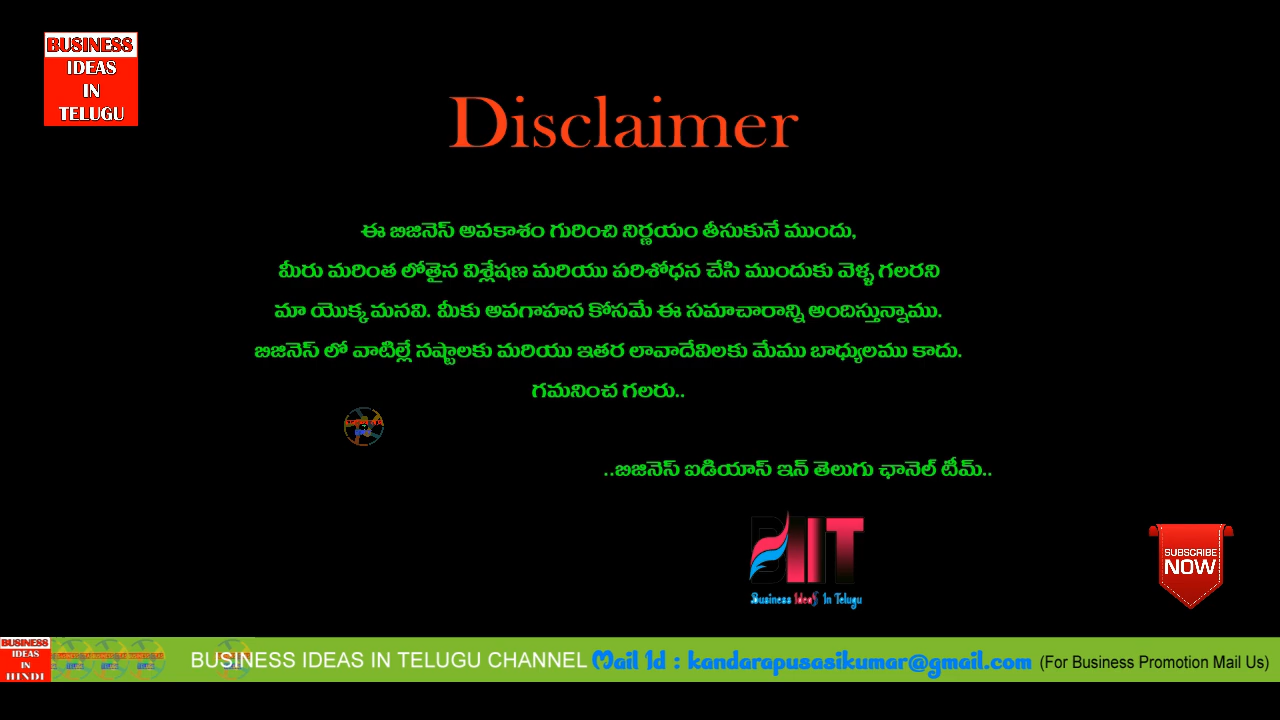 BUSINESS
IDEAS
IN
TELUGU
Disclaimer
ఈ బిజినెస్ అవకాశం గురించి నిర్ణయం తీసుకునే ముందు,
మీరు మరింత లోతైన విశ్లేషణ మరియు పరిశోధన చేసి ముందుకు వెళ్ళ గలరని
మా యొక్క మనవి. మీకు అవగాహన కోసమే ఈ సమాచారాన్ని అందిస్తున్నాము.
బిజినెస్ లో వాటిల్లే నష్టాలకు మరియు ఇతర లావాదేవిలకు మేము బాధ్యులము కాదు.
గమనించ గలరు..
..బిజినెస్ ఐడియాస్ ఇన్ తెలుగు ఛానెల్ టీమ్..
BIIT
Business IdeaS In Telugu
SUBSCRIBE
NOW
BUSINESS
IDEAS
IN
HINDI
BUSINESS IDEAS IN TELUGU CHANNEL Mail Id : kandarapusasikumar@gmail.com (For Business Promotion Mail Us)